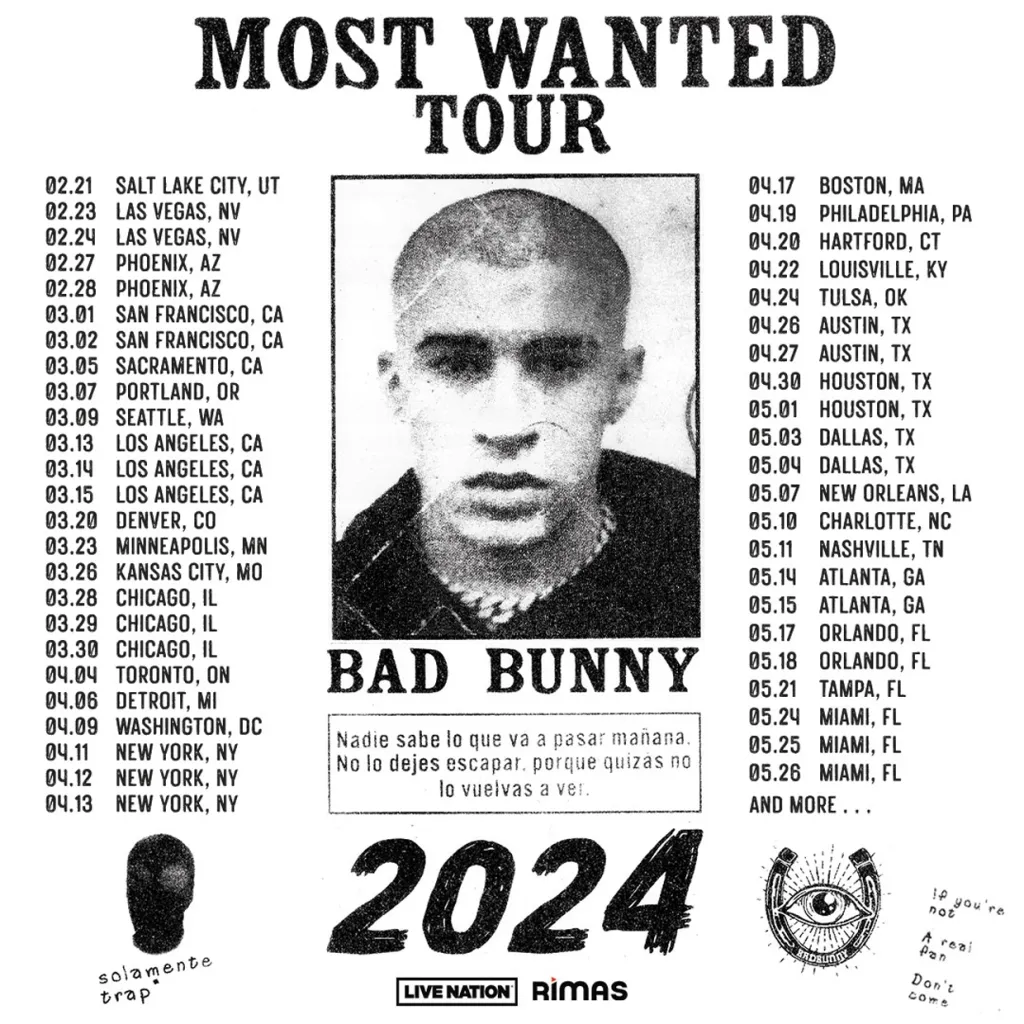 MOST WANTED
TOUR
02.21 SALT LAKE CITY, UT
02.23 LAS VEGAS, NV
02.24 LAS VEGAS, NV
02.27 PHOENIX, AZ
02.28 PHOENIX, AZ
03.01 SAN FRANCISCO, CA
03.02 SAN FRANCISCO, CA
03.05 SACRAMENTO, CA
03.07 PORTLAND, OR
03.09 SEATTLE, WA
03.13 LOS ANGELES, CA
03.14 LOS ANGELES, CA
03.15 LOS ANGELES, CA
03.20 DENVER, CO
03.23 MINNEAPOLIS, MN
03.26 KANSAS CITY, MO
03.28 CHICAGO, IL
03.29 CHICAGO, IL
03.30 CHICAGO, IL
04.04 TORONTO, ON
04.06 DETROIT, MI
04.09 WASHINGTON, DC
04.11 NEW YORK, NY
04.12 NEW YORK, NY
04.13 NEW YORK, NY
BAD BUNNY
Nadie sabe lo que va a pasar mañana.
No lo dejes escapar, porque quizás no
lo vuelvas a ver.
04.17 BOSTON, MA
04.19 PHILADELPHIA, PA
04.20 HARTFORD, CT
04.22 LOUISVILLE, KY
04.24 TULSA, OK
04.26 AUSTIN, TX
04.27 AUSTIN, TX
04.30 HOUSTON, TX
05.01 HOUSTON, TX
05.03 DALLAS, TX
05.04 DALLAS, TX
05.07 NEW ORLEANS, LA
05.10 CHARLOTTE, NC
05.11 NASHVILLE, TN
05.14 ATLANTA, GA
05.15 ATLANTA, GA
05.17 ORLANDO, FL
05.18 ORLANDO, FL
05.21 TAMPA, FL
05.24 MIAMI, FL
05.25 MIAMI, FL
05.26 MIAMI, FL
AND MORE . . .
solamente
trap*
2024
LIVE NATION
RIMAS
BADBUNNY
If you're
not
A real
fan
Don't
come